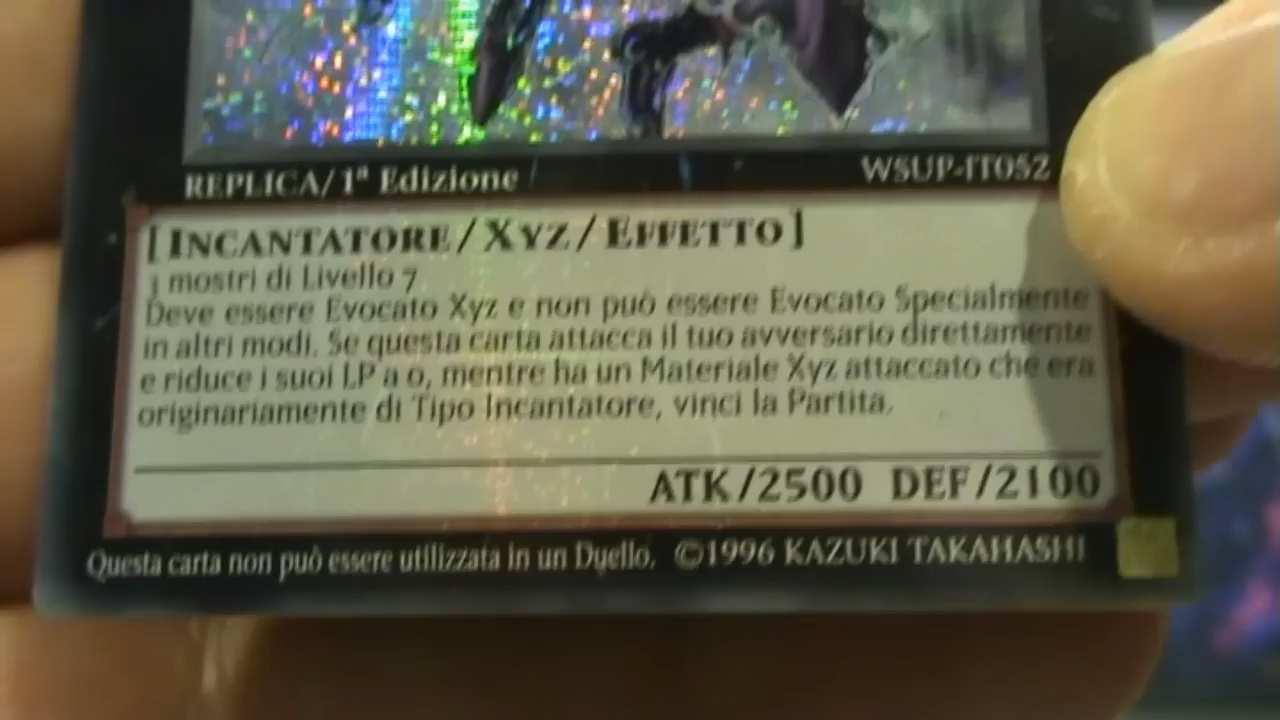 REPLICA/1ª Edizione
WSUP-IT052
[INCANTATORE/XYZ/EFFETTO]
3 mostri di Livello 7
Deve essere Evocato Xyz e non può essere Evocato Specialmente
in altri modi. Se questa carta attacca il tuo avversario direttamente
e riduce i suoi LP a 0, mentre ha un Materiale Xyz attaccato che era
originariamente di Tipo Incantatore, vinci la Partita.
ATK/2500 DEF/2100
Questa carta non può essere utilizzata in un Duello. ©1996 KAZUKI TAKAHASHI